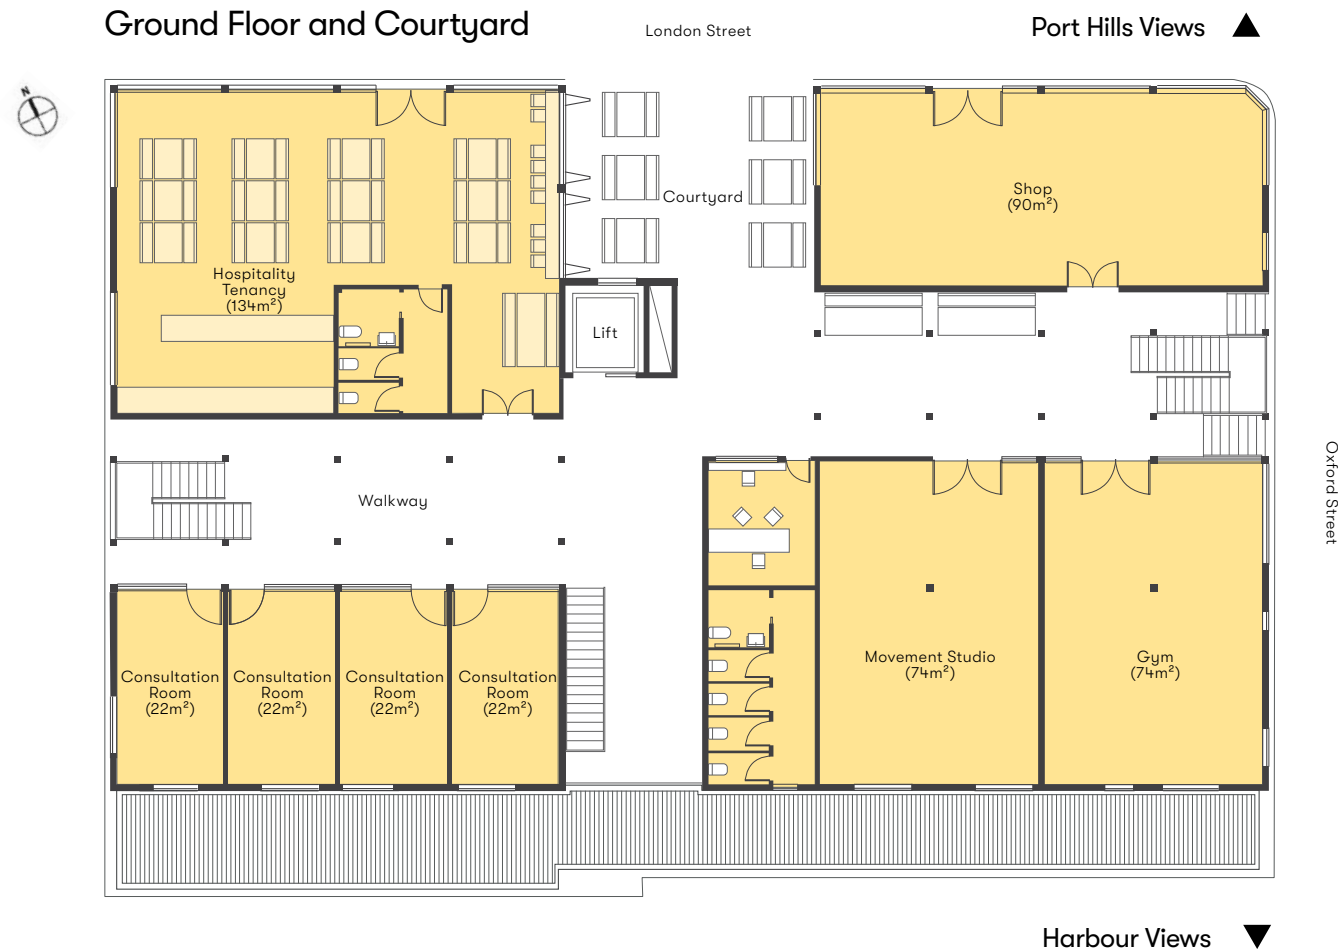 Ground Floor and Courtyard
London Street
Port Hills Views
N
Courtyard
Shop
(90m²)
Hospitality
Tenancy
(134m²)
Lift
Oxford Street
Walkway
Consultation
Room
(22m²)
Consultation
Room
(22m²)
Consultation
Room
(22m²)
Consultation
Room
(22m²)
Movement Studio
(74m²)
Gym
(74m²)
Harbour Views